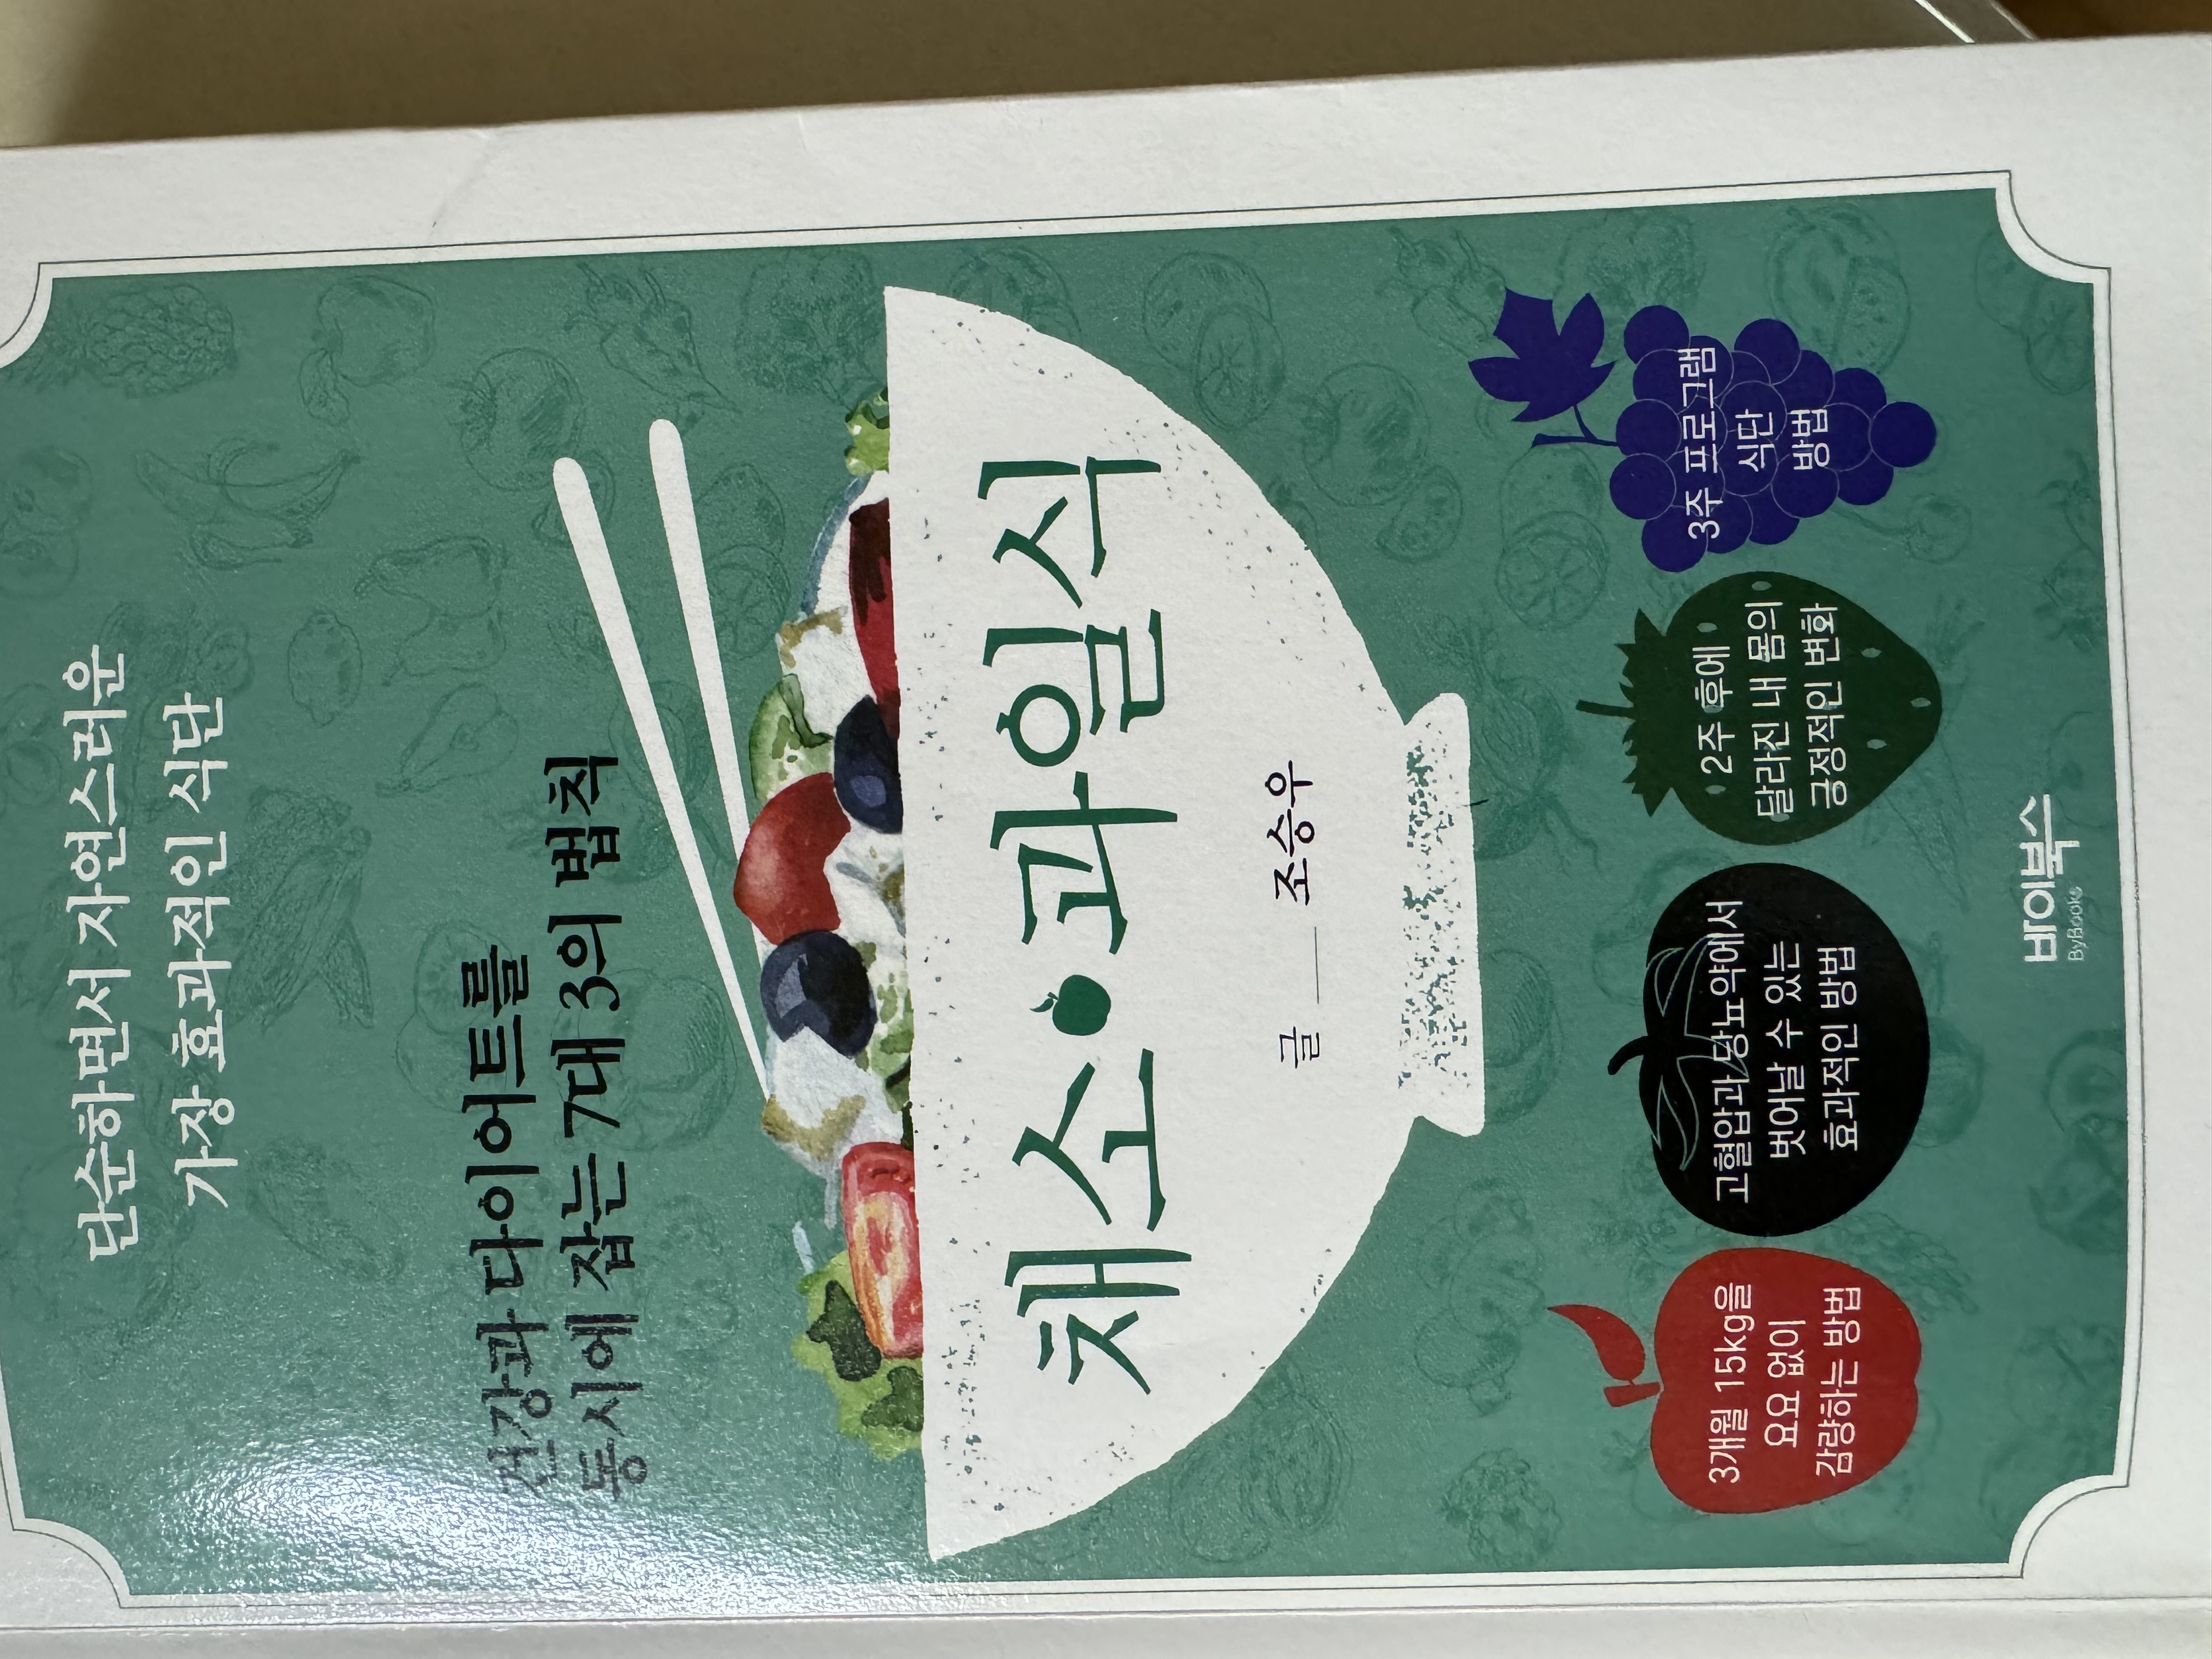 단순하면서 자연스러운
가장 효과적인 식단
건강과 다이어트를
동시에 잡는 7대 3의 법칙
채소 과일식
글 ___ 조승우
3개월 15kg을
요요 없이
감량하는 방법
고혈압과 당뇨약에서
벗어날 수 있는
효과적인 방법
2주 후에
달라진 내 몸의
긍정적인 변화
3주 프로그램
식단
방법
바이북스
ByBooks